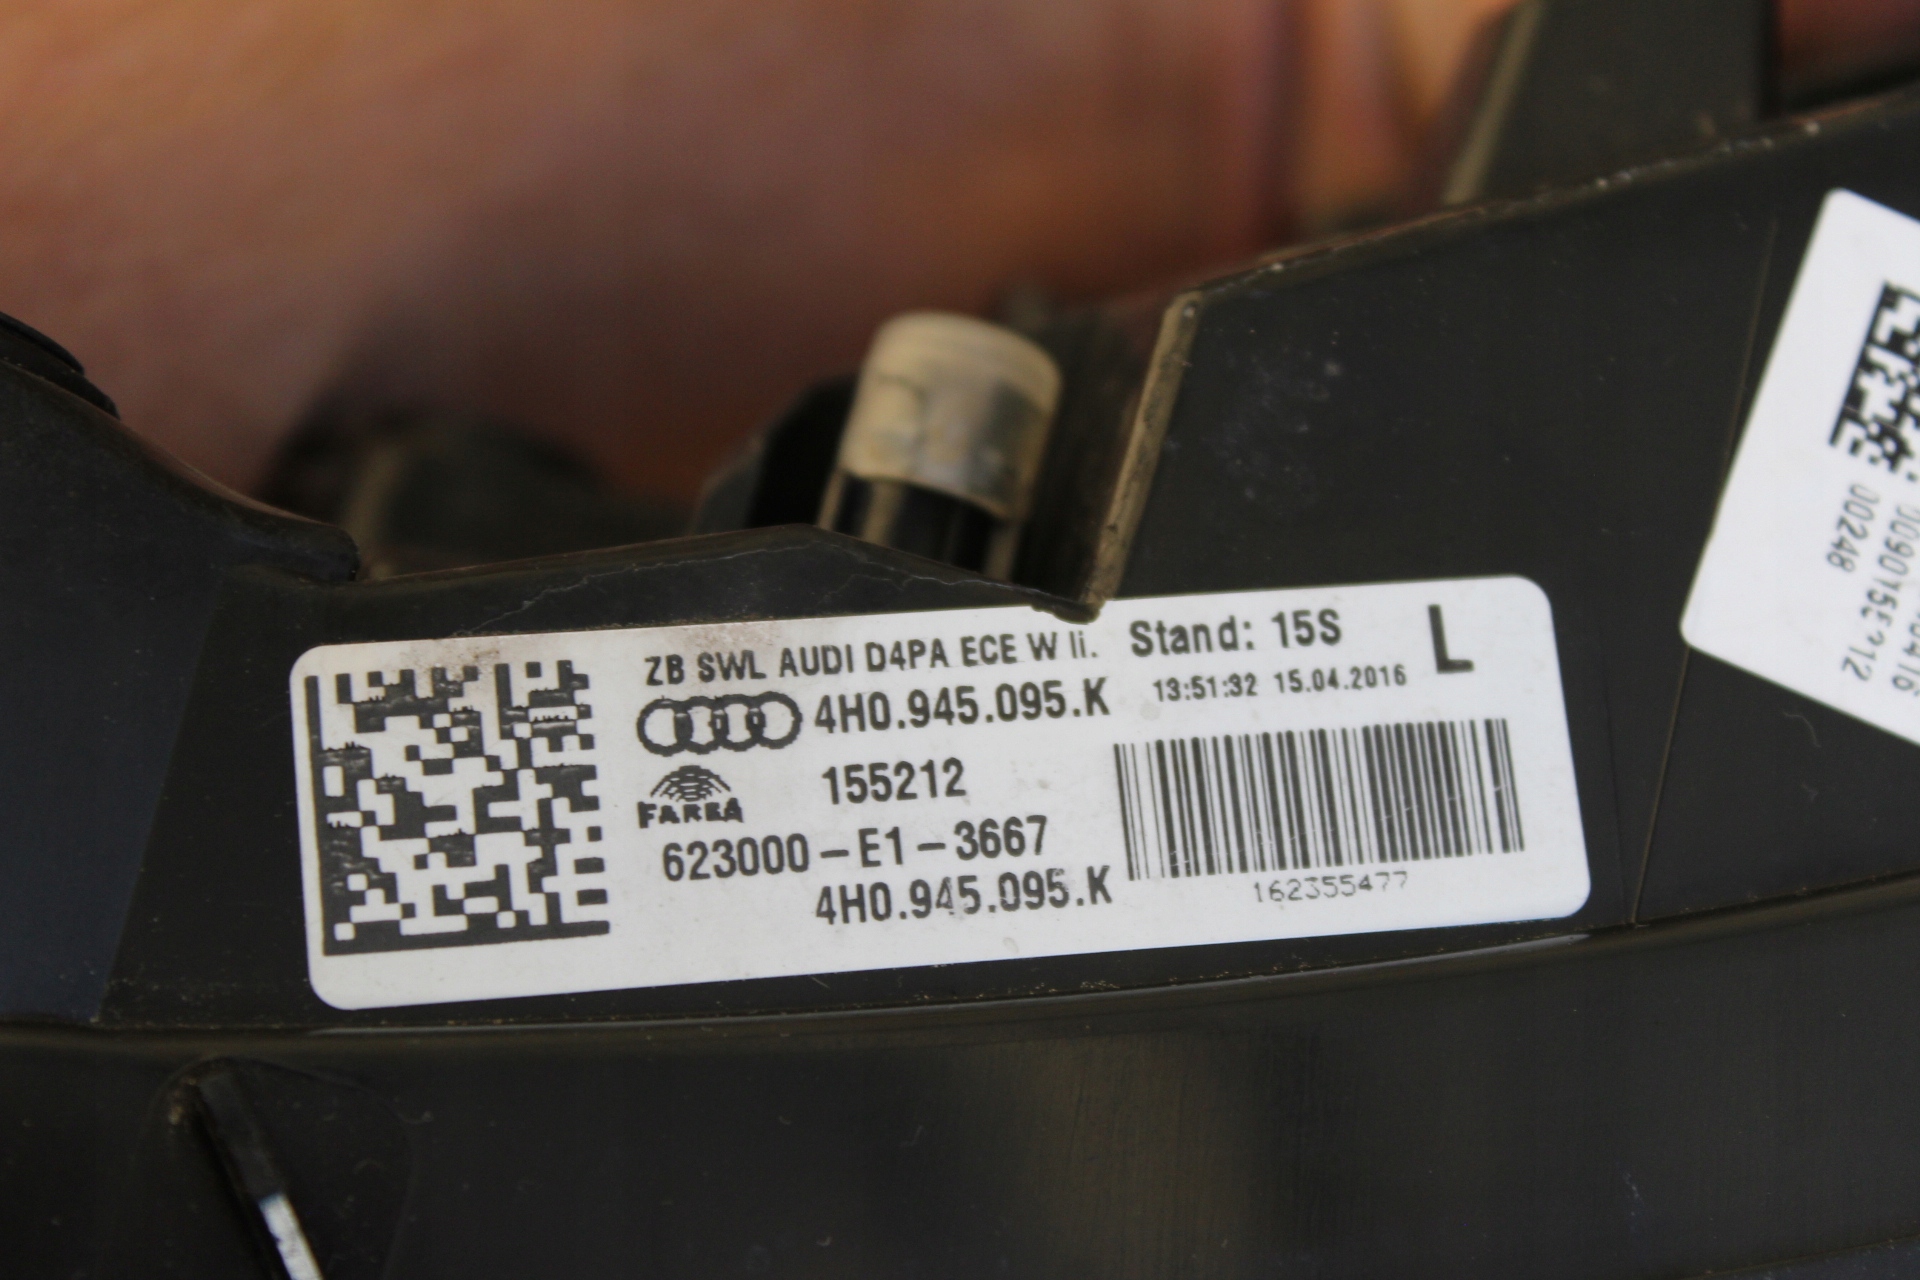 ZB SWL AUDI D4PA ECE W li.
Stand: 15S
L
4H0.945.095.K
13:51:32 15.04.2016
FARBA
155212
623000-E1-3667
4H0.945.095.K
162355477
00248